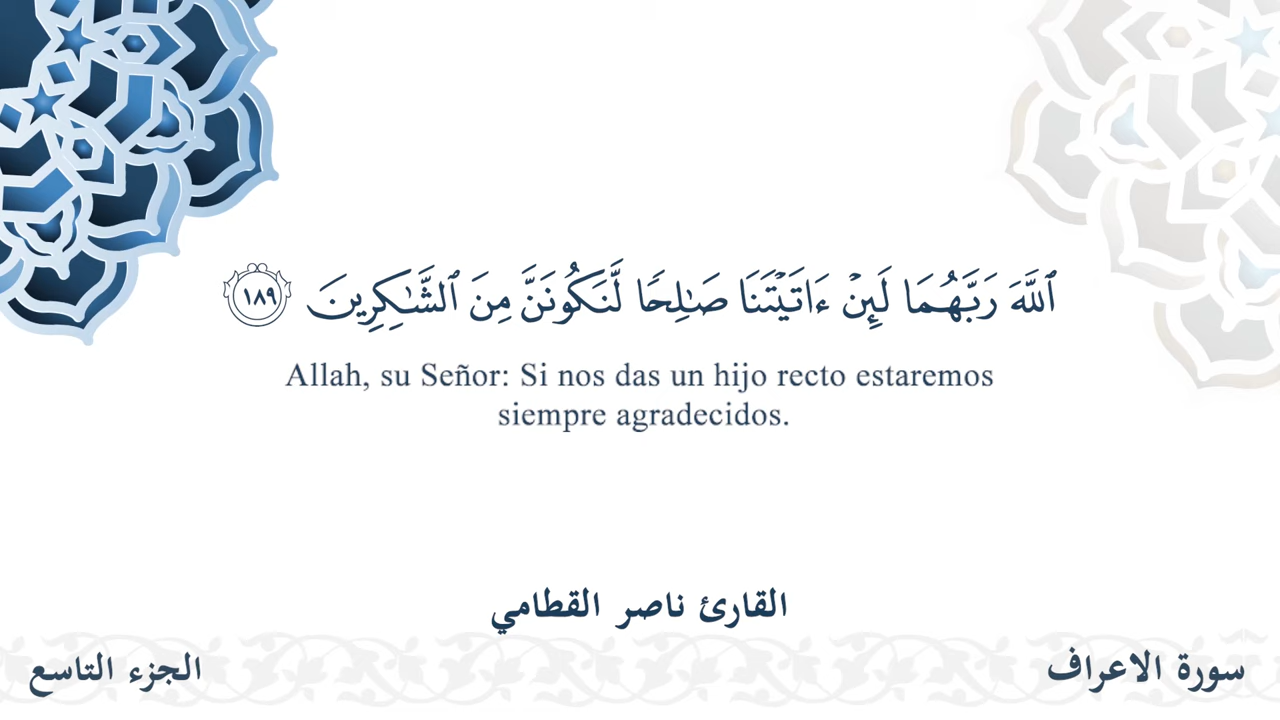 ٱللَّهَ رَبَّهُمَا لَئِنْ ءَاتَيْتَنَا صَـٰلِحًا لَّنَكُونَنَّ مِنَ ٱلشَّـٰكِرِينَ ١٨٩
Allah, su Señor: Si nos das un hijo recto estaremos
siempre agradecidos.
القارئ ناصر القطامي
سورة الاعراف
الجزء التاسع